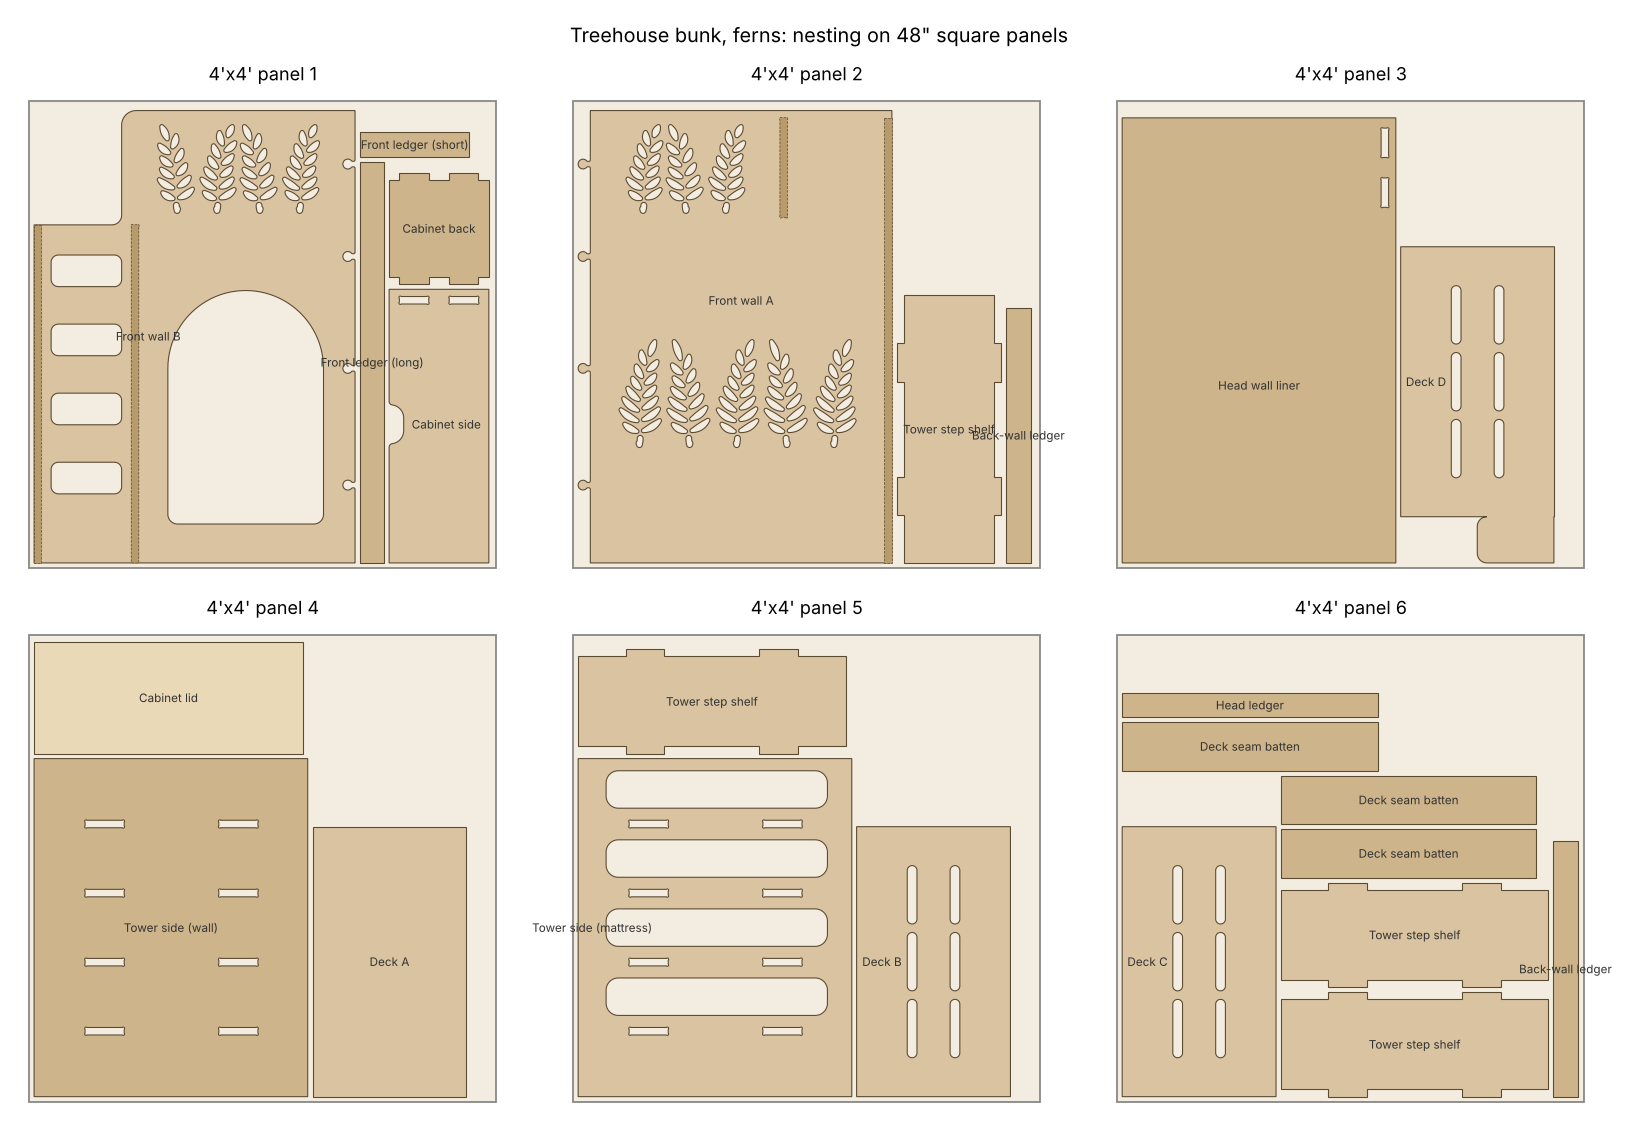 Treehouse bunk, ferns: nesting on 48" square panels
4'x4' panel 1
Front ledger (short)
Cabinet back
Front wall B
Front ledger (long)
Cabinet side
4'x4' panel 2
Front wall A
Tower step shelf
Back-wall ledger
4'x4' panel 3
Head wall liner
Deck D
4'x4' panel 4
Cabinet lid
Tower side (wall)
Deck A
4'x4' panel 5
Tower step shelf
Tower side (mattress)
Deck B
4'x4' panel 6
Head ledger
Deck seam batten
Deck seam batten
Deck seam batten
Tower step shelf
Deck C
Back-wall ledger
Tower step shelf